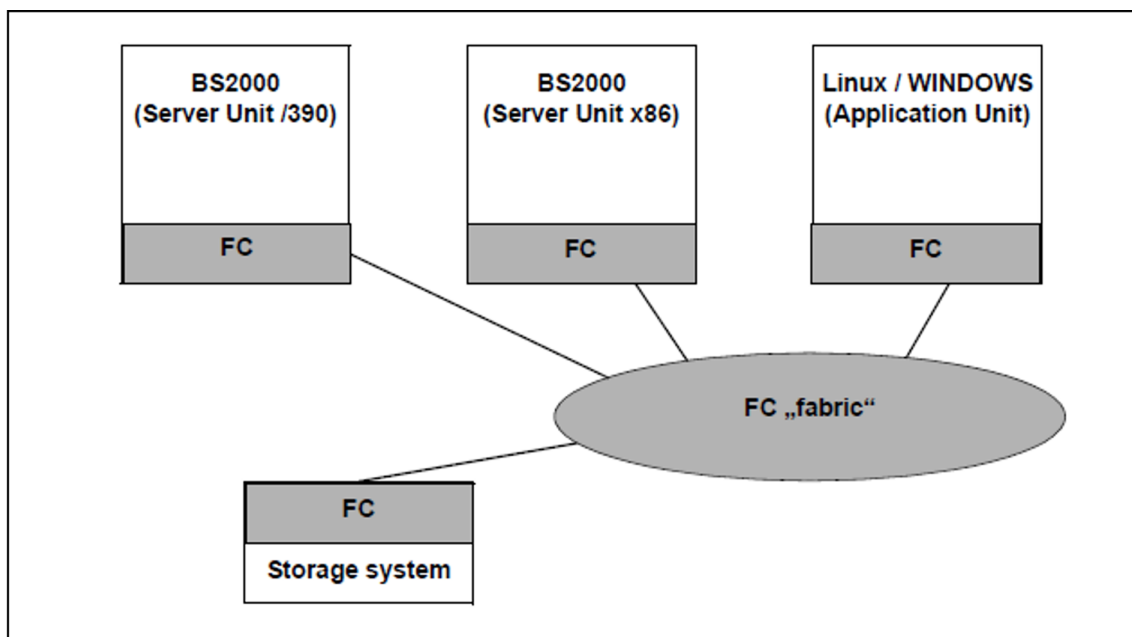 BS2000
(Server Unit /390)
BS2000
(Server Unit x86)
Linux / WINDOWS
(Application Unit)
FC
FC
FC
FC „fabric“
FC
Storage system